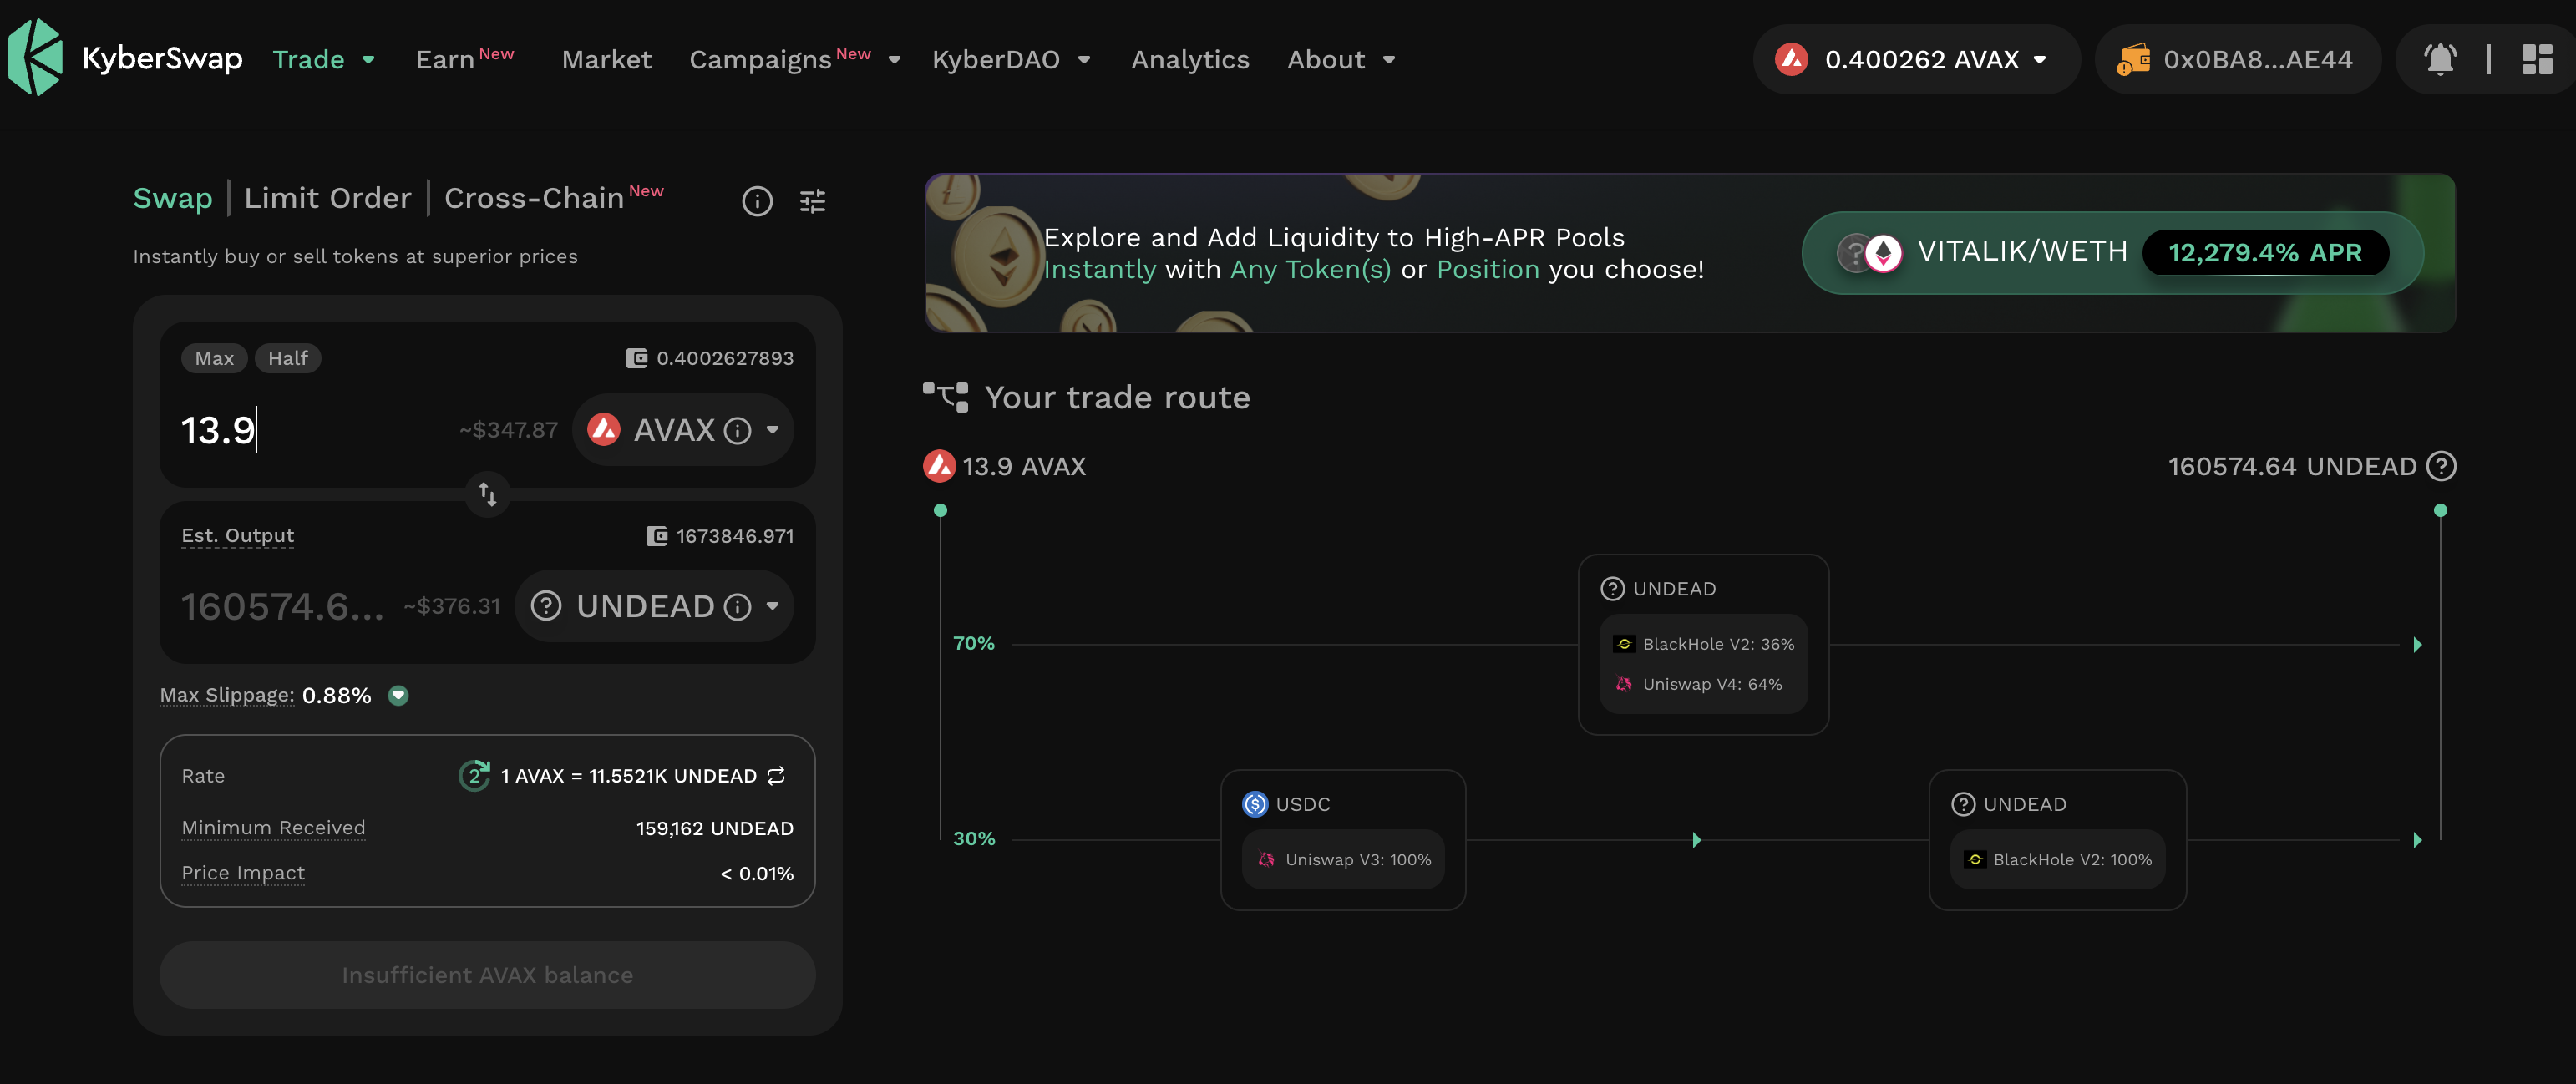 KyberSwap Trade Earn New Market Campaigns New KyberDAO Analytics About 0.400262 AVAX 0x0BA8...AE44
Swap | Limit Order | Cross-Chain New
Instantly buy or sell tokens at superior prices
Max Half 0.4002627893
13.9 ~$347.87 AVAX
Est. Output 1673846.971
160574.6... ~$376.31 UNDEAD
Max Slippage: 0.88%
Rate 2 1 AVAX = 11.5521K UNDEAD
Minimum Received 159,162 UNDEAD
Price Impact < 0.01%
Insufficient AVAX balance
Explore and Add Liquidity to High-APR Pools
Instantly with Any Token(s) or Position you choose!
VITALIK/WETH 12,279.4% APR
Your trade route
13.9 AVAX 160574.64 UNDEAD
UNDEAD
70% BlackHole V2: 36%
Uniswap V4: 64%
USDC UNDEAD
30% Uniswap V3: 100% BlackHole V2: 100%